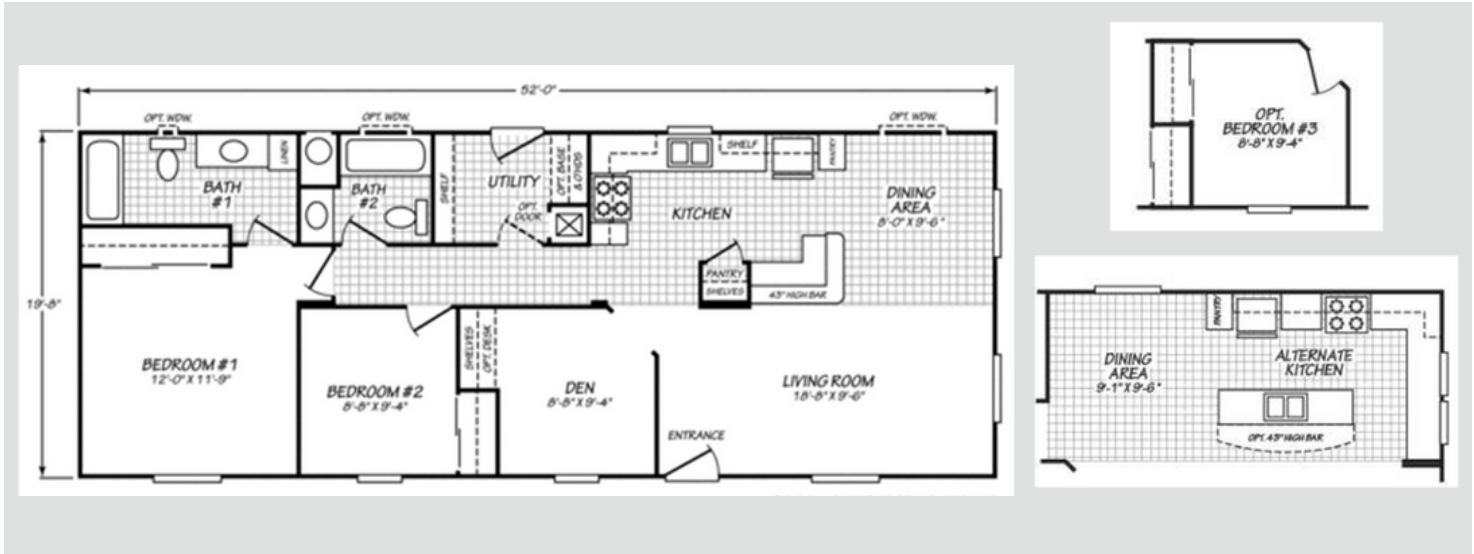 52'-0"
OPT. WDW.
OPT. WDW.
OPT. WDW.
LINEN
BATH
#1
BATH
#2
SHELF
UTILITY
OPT. BASE
& O'HDS
OPT.
DOOR
SHELF
PANTRY
KITCHEN
DINING
AREA
8'-0" X 9'-6"
PANTRY
SHELVES
43" HIGH BAR
19'-8"
BEDROOM #1
12'-0" X 11'-9"
BEDROOM #2
8'-8" X 9'-4"
SHELVES
OPT. DESK
DEN
8'-8" X 9'-4"
LIVING ROOM
18'-8" X 9'-6"
ENTRANCE
OPT.
BEDROOM #3
8'-8" X 9'-4"
PANTRY
DINING
AREA
9'-1" X 9'-6"
ALTERNATE
KITCHEN
OPT. 43" HIGH BAR